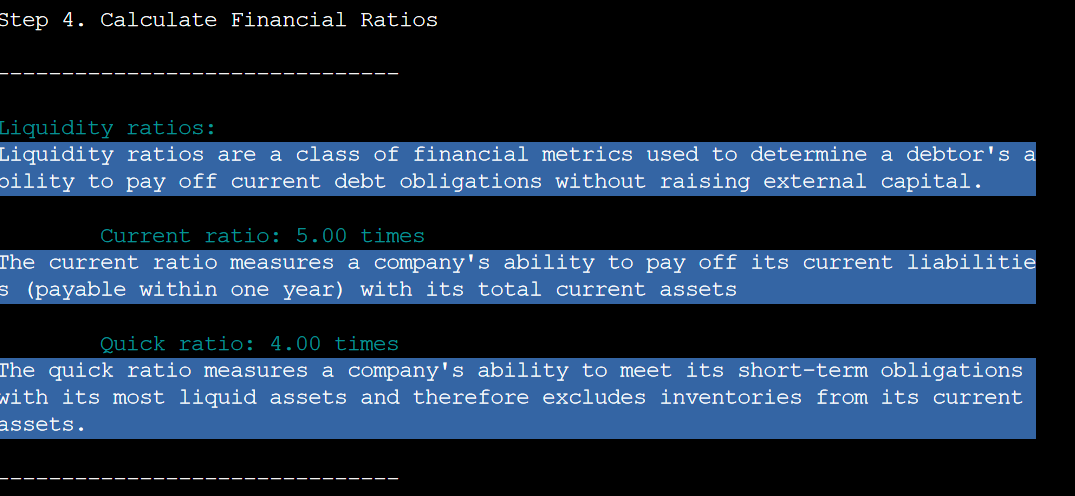 Step 4. Calculate Financial Ratios
-------------------------------
Liquidity ratios:
Liquidity ratios are a class of financial metrics used to determine a debtor's a
bility to pay off current debt obligations without raising external capital.
Current ratio: 5.00 times
The current ratio measures a company's ability to pay off its current liabilitie
s (payable within one year) with its total current assets
Quick ratio: 4.00 times
The quick ratio measures a company's ability to meet its short-term obligations
with its most liquid assets and therefore excludes inventories from its current
assets.
-------------------------------